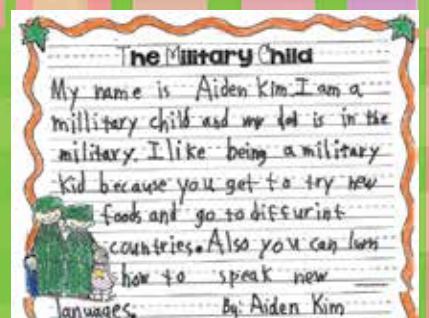 The Military Child
My name is Aiden Kim. I am a
millitary child and my dad is in the
military. I like being a military
kid because you get to try new
foods and go to diffurint
countries. Also you can lurn
how to speak new
lanuages. By: Aiden Kim